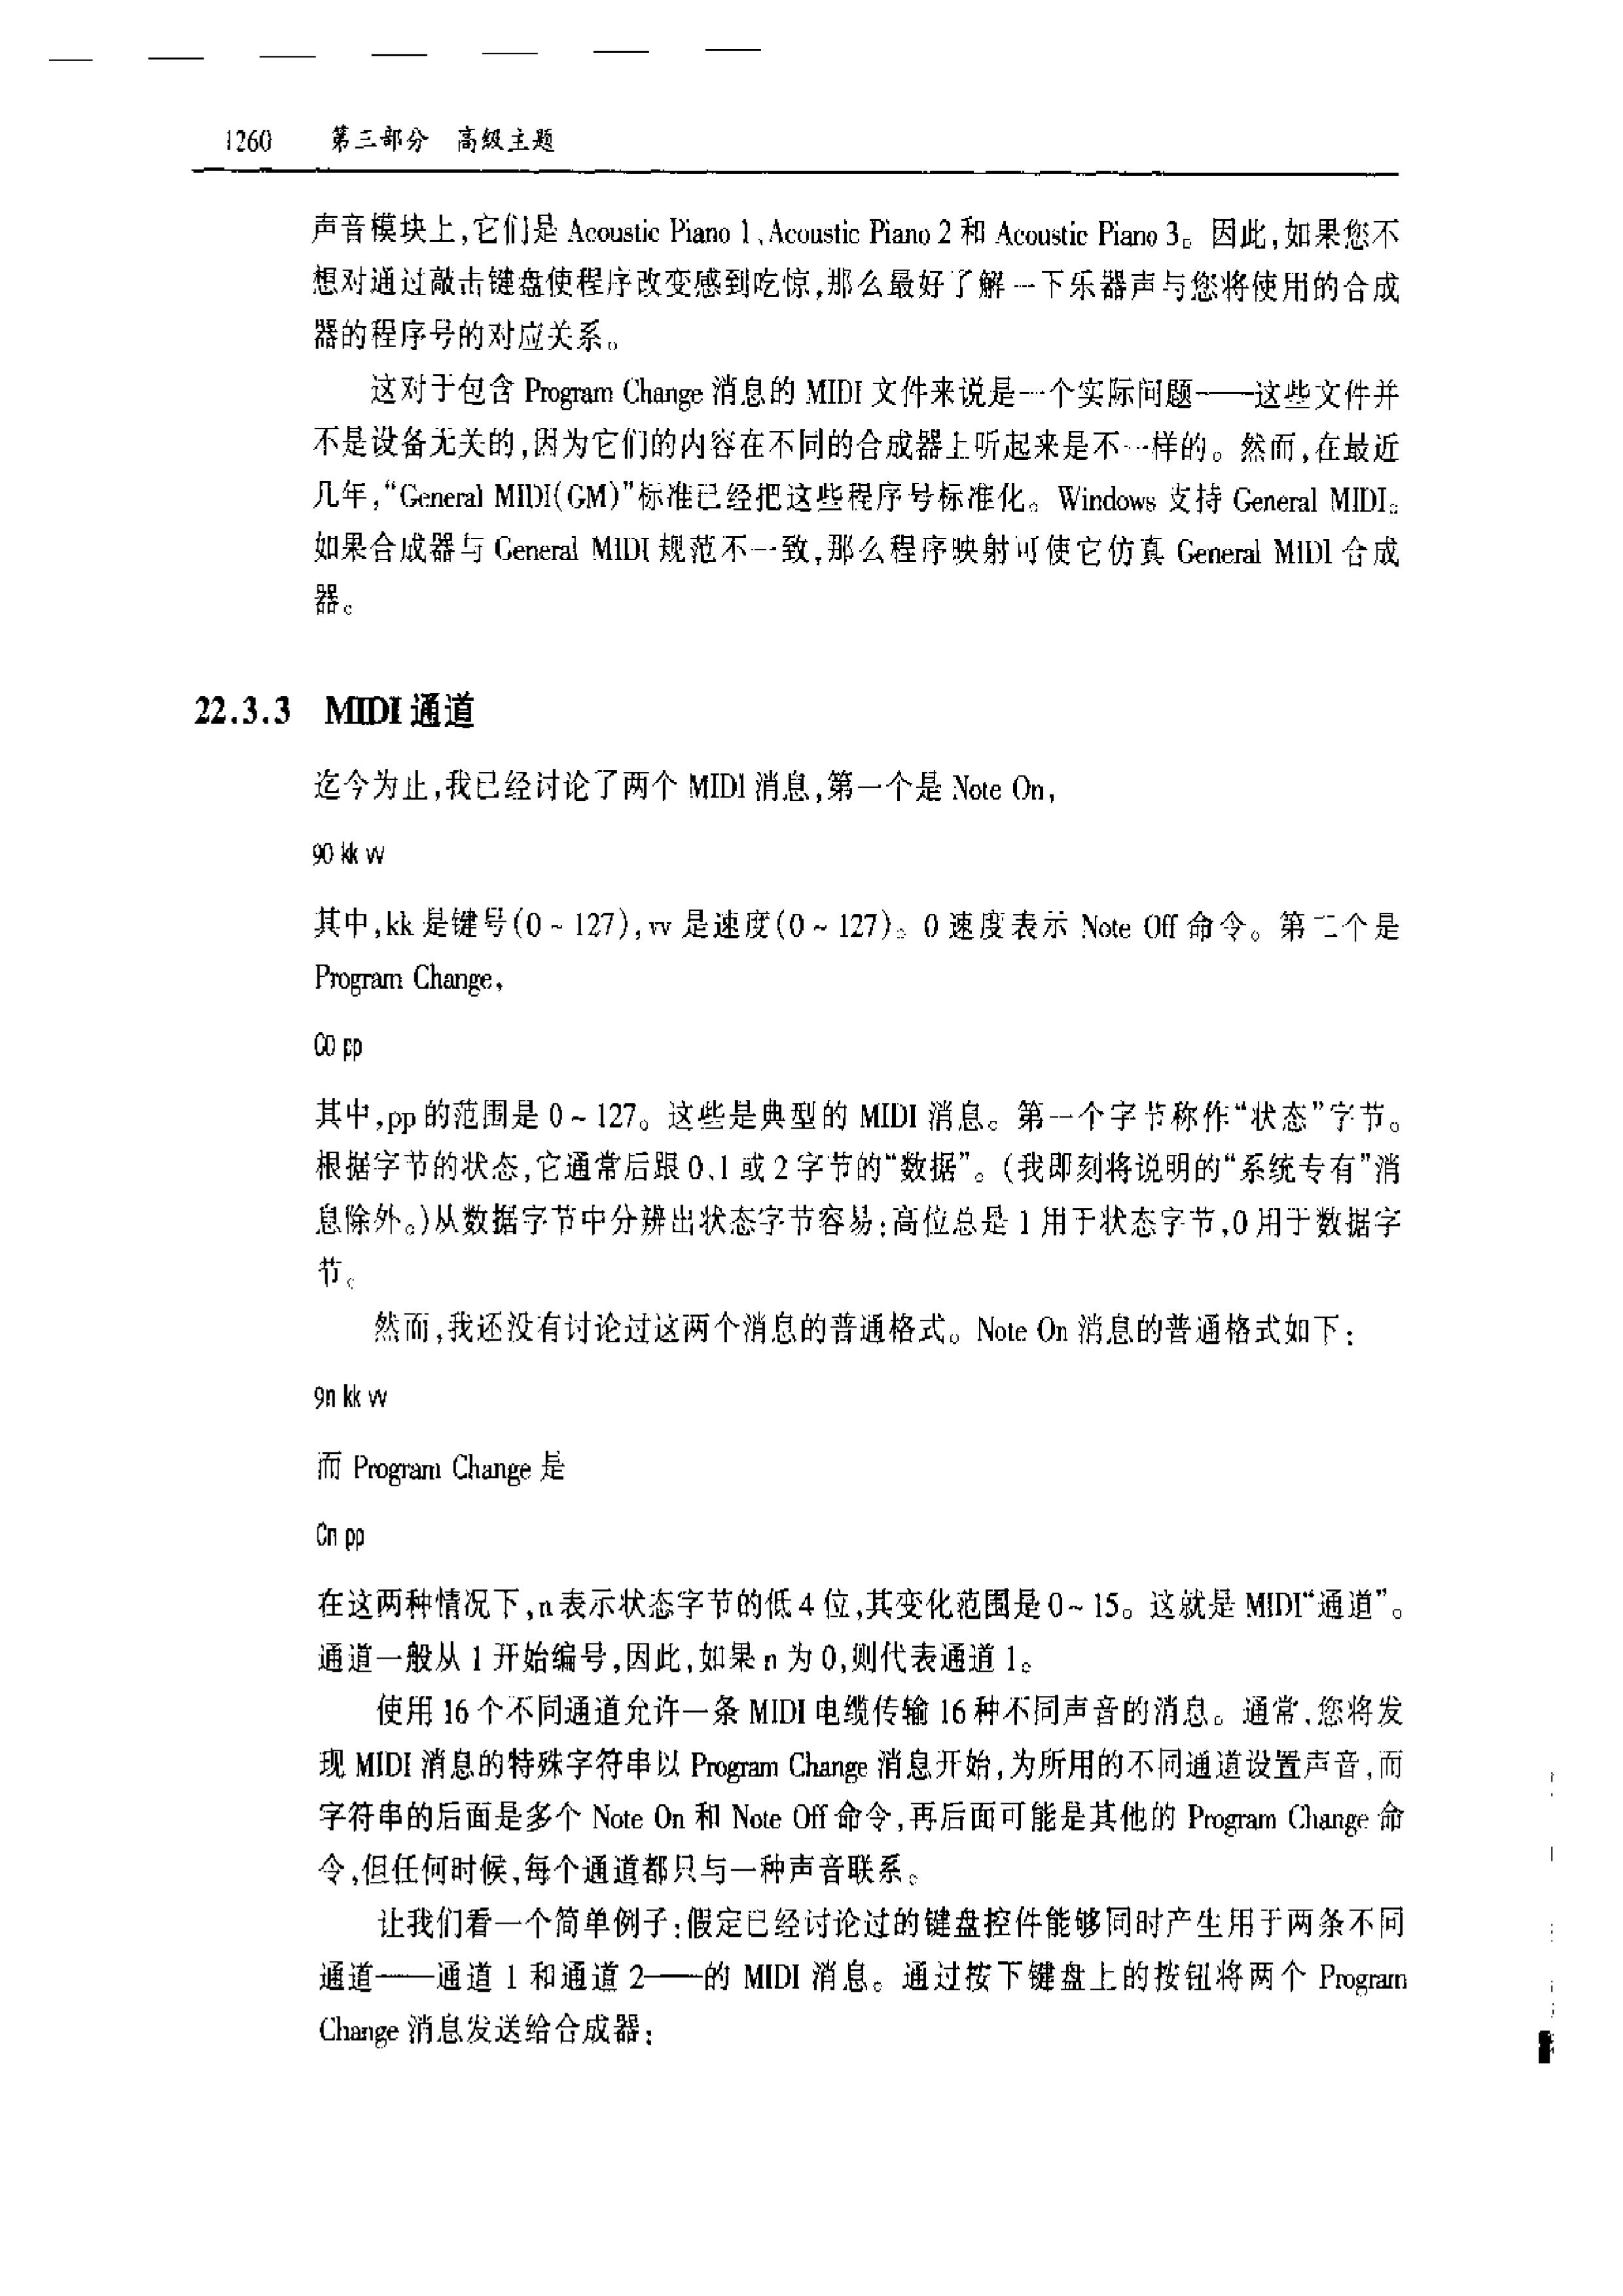 1260 第三部分 高级主题
声音模块上,它们是 Acoustic Piano 1、Acoustic Piano 2 和 Acoustic Piano 3。因此,如果您不
想对通过敲击键盘使程序改变感到吃惊,那么最好了解一下乐器声与您将使用的合成
器的程序号的对应关系。
这对于包含 Program Change 消息的 MIDI 文件来说是一个实际问题——这些文件并
不是设备无关的,因为它们的内容在不同的合成器上听起来是不一样的。然而,在最近
几年,“General MIDI(GM)”标准已经把这些程序号标准化。Windows 支持 General MIDI。
如果合成器与 General MIDI 规范不一致,那么程序映射可使它仿真 General MIDI 合成
器。
22.3.3 MIDI 通道
迄今为止,我已经讨论了两个 MIDI 消息,第一个是 Note On,
90 kk vv
其中,kk 是键号(0 ~ 127),vv 是速度(0 ~ 127)。0 速度表示 Note Off 命令。第二个是
Program Change,
C0 pp
其中,pp 的范围是 0 ~ 127。这些是典型的 MIDI 消息。第一个字节称作“状态”字节。
根据字节的状态,它通常后跟 0、1 或 2 字节的“数据”。(我即刻将说明的“系统专有”消
息除外。)从数据字节中分辨出状态字节容易:高位总是 1 用于状态字节,0 用于数据字
节。
然而,我还没有讨论过这两个消息的普通格式。Note On 消息的普通格式如下:
9n kk vv
而 Program Change 是
Cn pp
在这两种情况下,n 表示状态字节的低 4 位,其变化范围是 0 ~ 15。这就是 MIDI“通道”。
通道一般从 1 开始编号,因此,如果 n 为 0,则代表通道 1。
使用 16 个不同通道允许一条 MIDI 电缆传输 16 种不同声音的消息。通常,您将发
现 MIDI 消息的特殊字符串以 Program Change 消息开始,为所用的不同通道设置声音,而
字符串的后面是多个 Note On 和 Note Off 命令,再后面可能是其他的 Program Change 命
令,但任何时候,每个通道都只与一种声音联系。
让我们看一个简单例子:假定已经讨论过的键盘控件能够同时产生用于两条不同
通道——通道 1 和通道 2——的 MIDI 消息。通过按下键盘上的按钮将两个 Program
Change 消息发送给合成器: